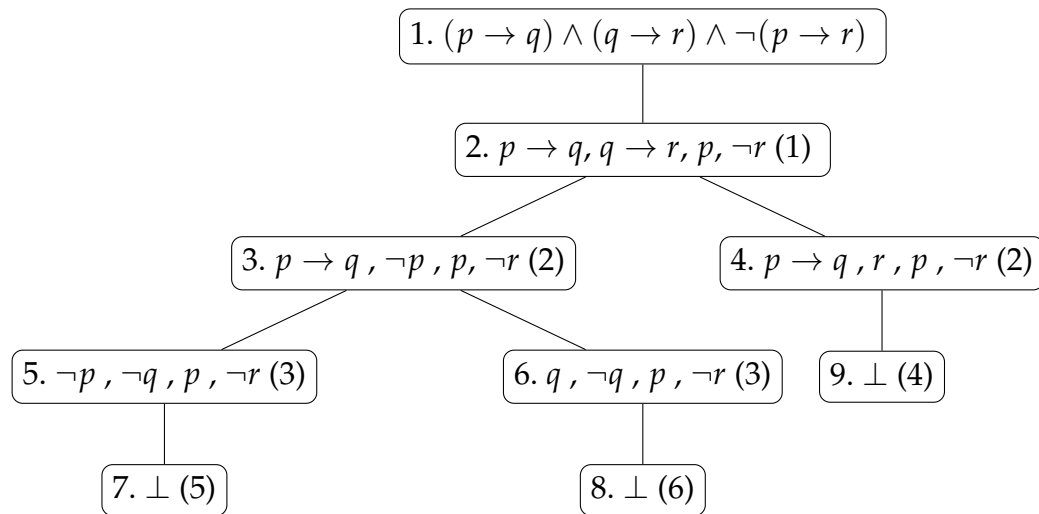 1. (p → q) ∧ (q → r) ∧ ¬(p → r)
2. p → q, q → r, p, ¬r (1)
3. p → q , ¬p , p, ¬r (2)
4. p → q , r , p , ¬r (2)
5. ¬p , ¬q , p , ¬r (3)
6. q , ¬q , p , ¬r (3)
9. ⊥ (4)
7. ⊥ (5)
8. ⊥ (6)